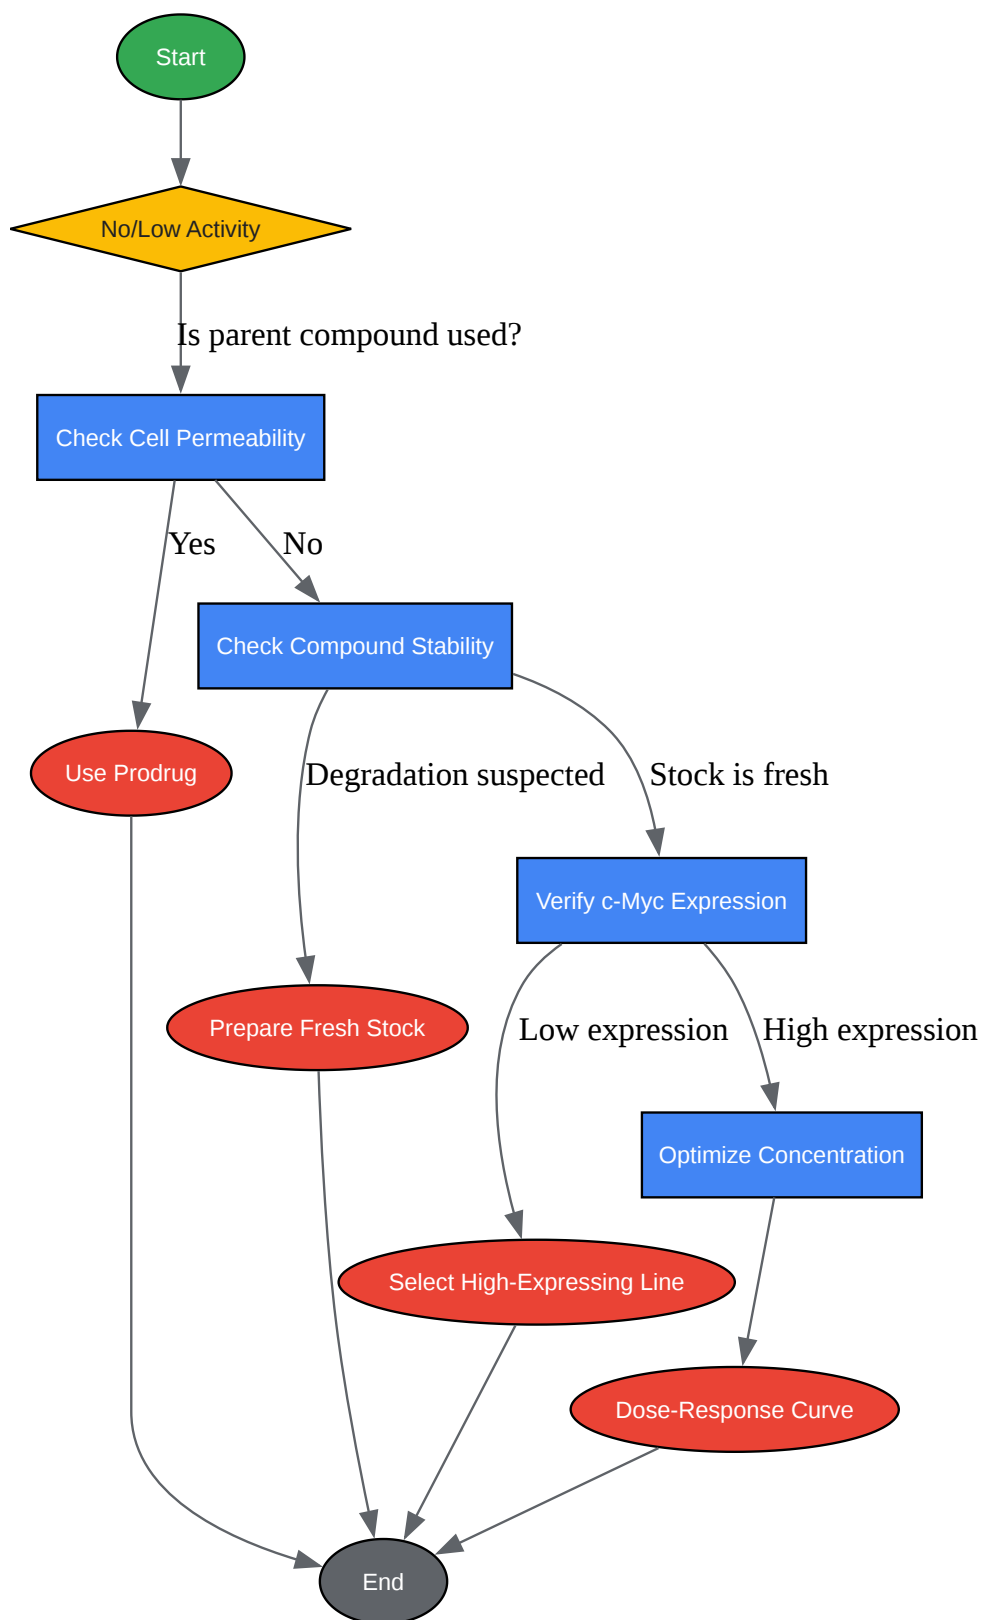 Start
No/Low Activity
Is parent compound used?
Check Cell Permeability
Yes
No
Check Compound Stability
Use Prodrug
Degradation suspected
Stock is fresh
Verify c-Myc Expression
Prepare Fresh Stock
Low expression
High expression
Optimize Concentration
Select High-Expressing Line
Dose-Response Curve
End